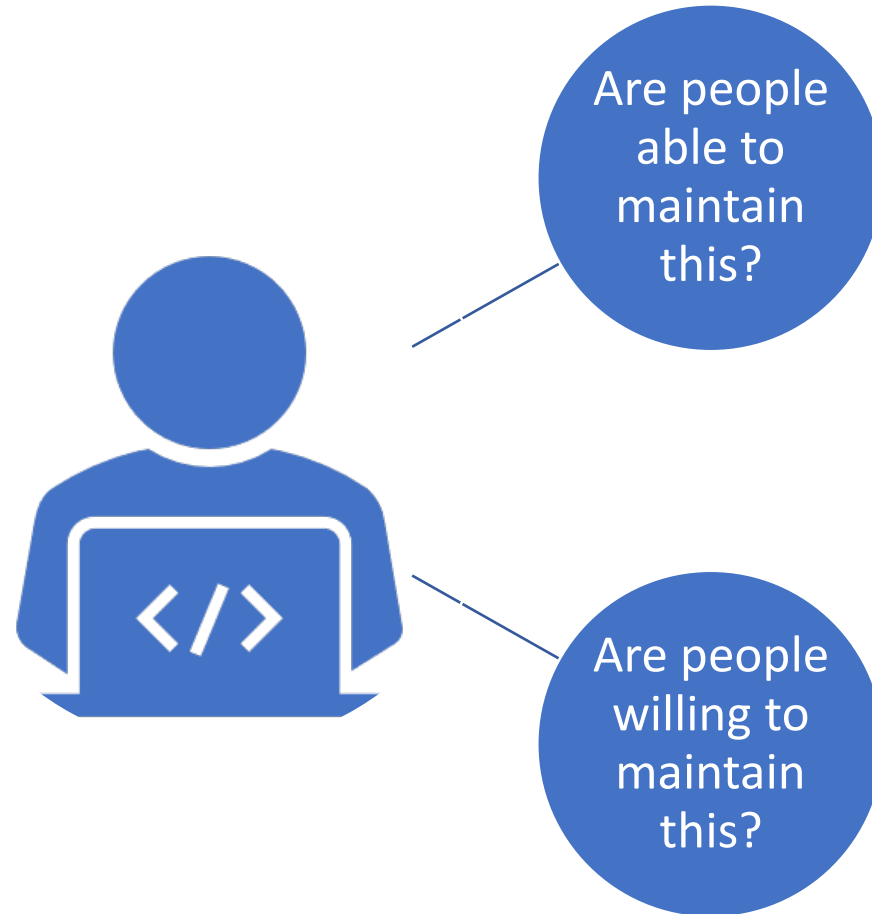 Are people
able to
maintain
this?
</>
Are people
willing to
maintain
this?